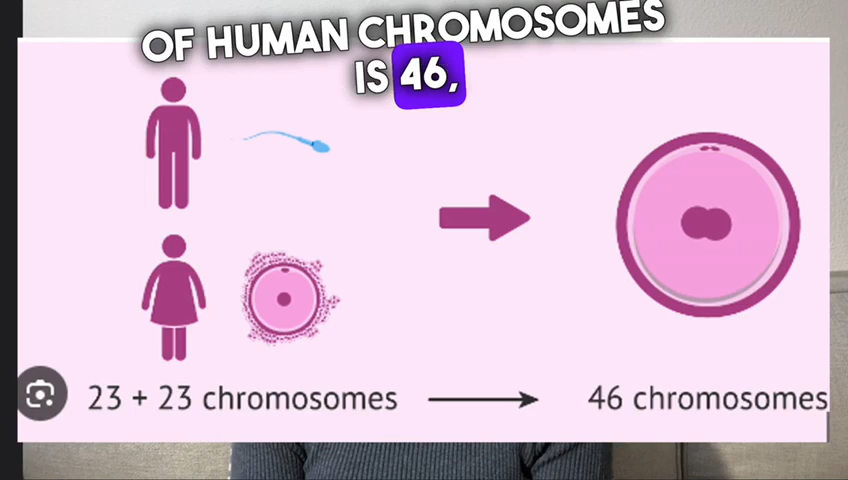 OF HUMAN CHROMOSOMES
IS 46,
23 + 23 chromosomes
46 chromosomes